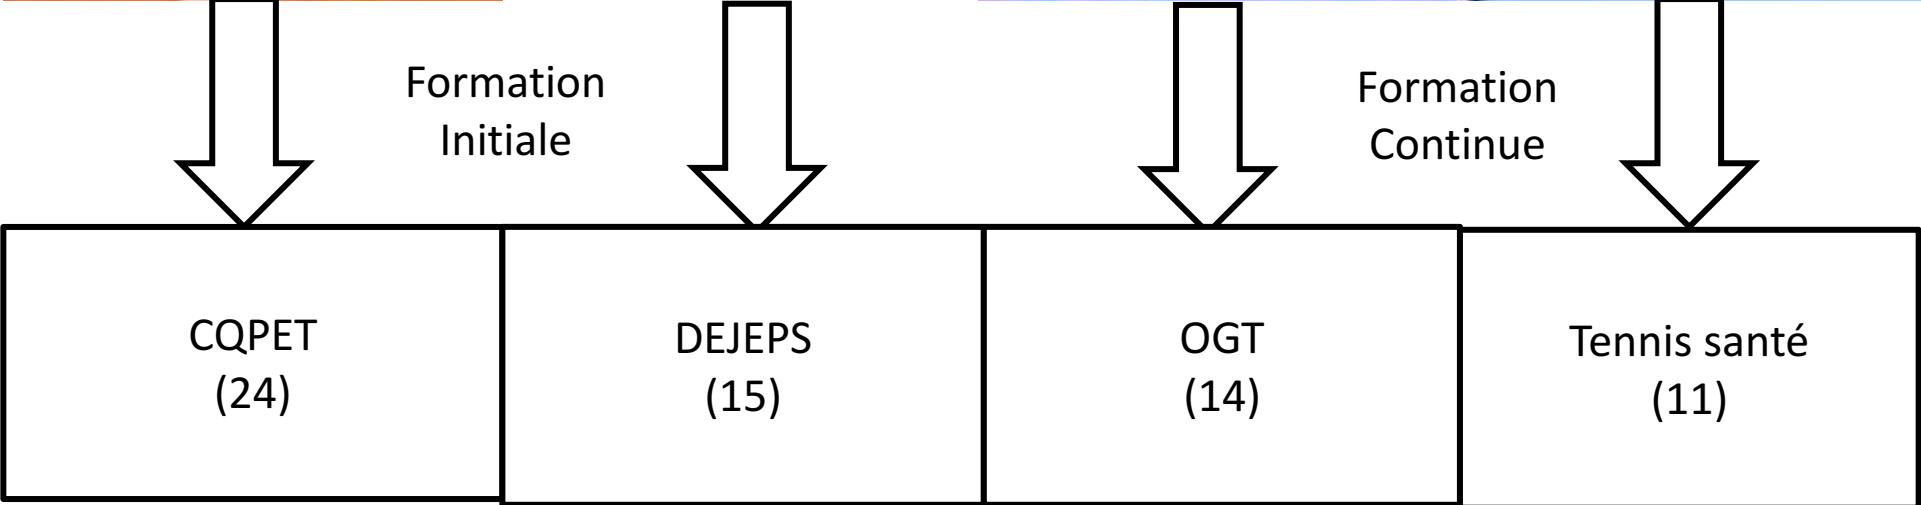 Formation
Initiale
Formation
Continue
CQPET
(24)
DEJEPS
(15)
OGT
(14)
Tennis santé
(11)